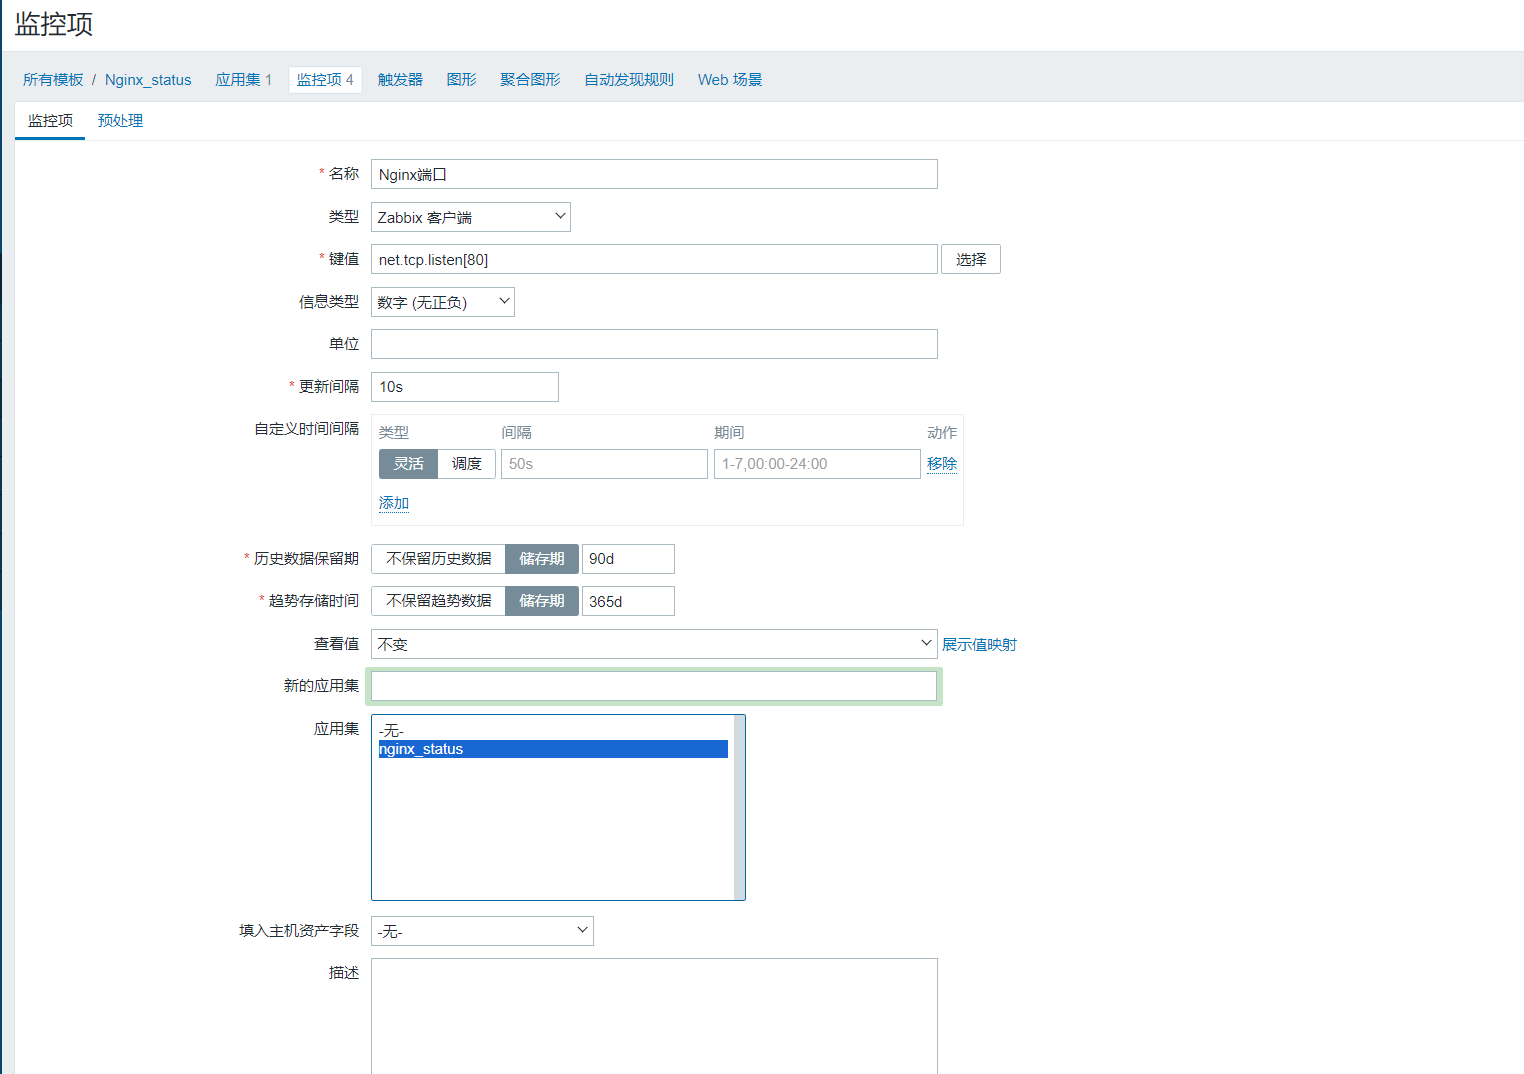 监控项
所有模板 / Nginx_status 应用集 1 监控项 4 触发器 图形 聚合图形 自动发现规则 Web 场景
监控项 预处理
* 名称 Nginx端口
类型 Zabbix 客户端
* 键值 net.tcp.listen[80] 选择
信息类型 数字 (无正负)
单位
* 更新间隔 10s
自定义时间间隔 类型 间隔 期间 动作
灵活 调度 50s 1-7,00:00-24:00 移除
添加
* 历史数据保留期 不保留历史数据 储存期 90d
* 趋势存储时间 不保留趋势数据 储存期 365d
查看值 不变 展示值映射
新的应用集
应用集 -无-
nginx_status
填入主机资产字段 -无-
描述